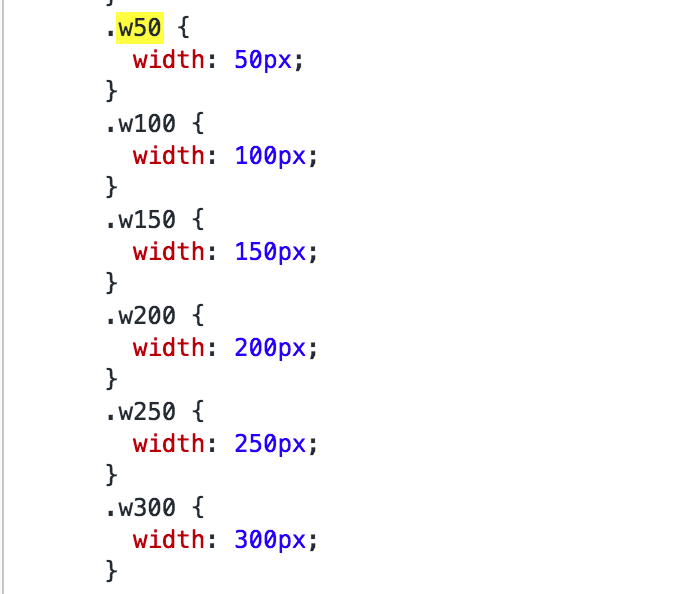 }
.w50 {
  width: 50px;
}
.w100 {
  width: 100px;
}
.w150 {
  width: 150px;
}
.w200 {
  width: 200px;
}
.w250 {
  width: 250px;
}
.w300 {
  width: 300px;
}